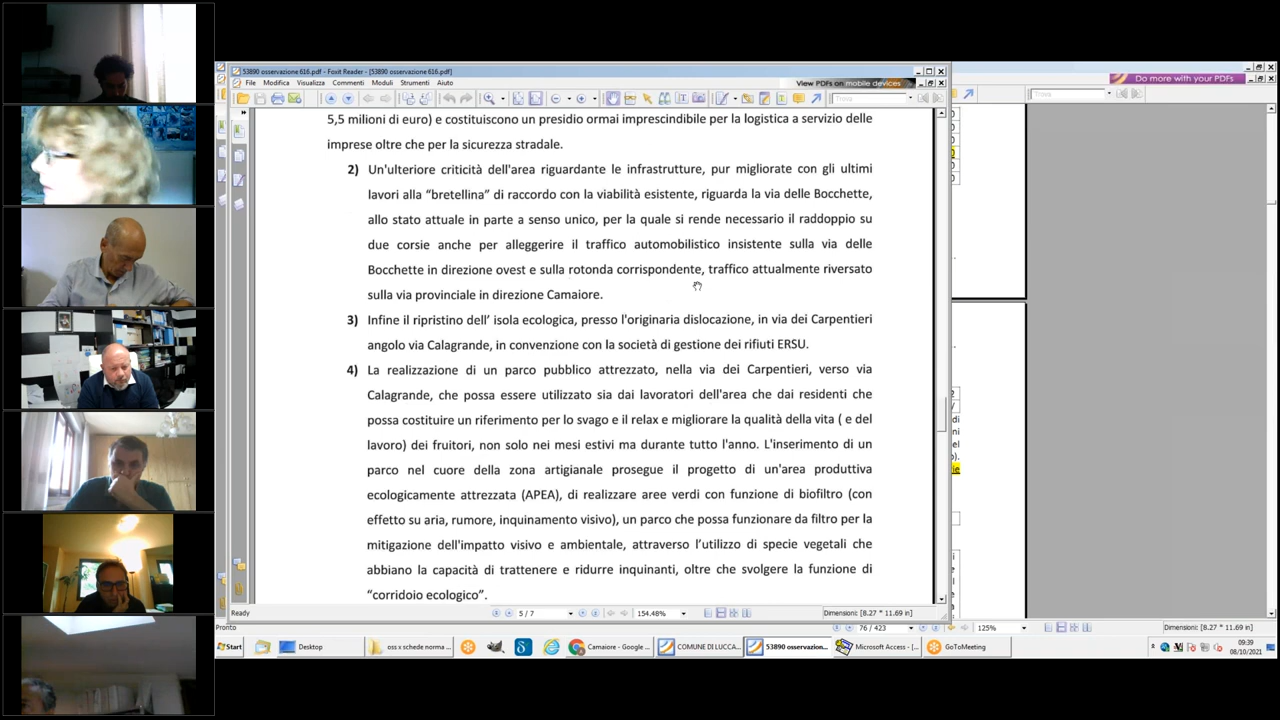 53890 osservazione 616.pdf - Foxit Reader - [53890 osservazione 616.pdf]
File Modifica Visualizza Commenti Moduli Strumenti Aiuto
View PDFs on mobile devices
Do more with your PDFs
Trova
Trova
5,5 milioni di euro) e costituiscono un presidio ormai imprescindibile per la logistica a servizio delle
imprese oltre che per la sicurezza stradale.
2) Un'ulteriore criticità dell'area riguardante le infrastrutture, pur migliorate con gli ultimi
lavori alla “bretellina” di raccordo con la viabilità esistente, riguarda la via delle Bocchette,
allo stato attuale in parte a senso unico, per la quale si rende necessario il raddoppio su
due corsie anche per alleggerire il traffico automobilistico insistente sulla via delle
Bocchette in direzione ovest e sulla rotonda corrispondente, traffico attualmente riversato
sulla via provinciale in direzione Camaiore.
3) Infine il ripristino dell' isola ecologica, presso l'originaria dislocazione, in via dei Carpentieri
angolo via Calagrande, in convenzione con la società di gestione dei rifiuti ERSU.
4) La realizzazione di un parco pubblico attrezzato, nella via dei Carpentieri, verso via
Calagrande, che possa essere utilizzato sia dai lavoratori dell'area che dai residenti che
possa costituire un riferimento per lo svago e il relax e migliorare la qualità della vita ( e del
lavoro) dei fruitori, non solo nei mesi estivi ma durante tutto l'anno. L'inserimento di un
parco nel cuore della zona artigianale prosegue il progetto di un'area produttiva
ecologicamente attrezzata (APEA), di realizzare aree verdi con funzione di biofiltro (con
effetto su aria, rumore, inquinamento visivo), un parco che possa funzionare da filtro per la
mitigazione dell'impatto visivo e ambientale, attraverso l’utilizzo di specie vegetali che
abbiano la capacità di trattenere e ridurre inquinanti, oltre che svolgere la funzione di
“corridoio ecologico”.
Ready 5 / 7 154.48% Dimensioni: [8.27 * 11.69 in]
Pronto 76 / 423 125% Dimensioni: [8.27 * 11.69 in]
Start Desktop oss x schede norma ... Camaiore - Google ... COMUNE DI LUCCA... 53890 osservazion... Microsoft Access - [... GoToMeeting
09:39
08/10/2021